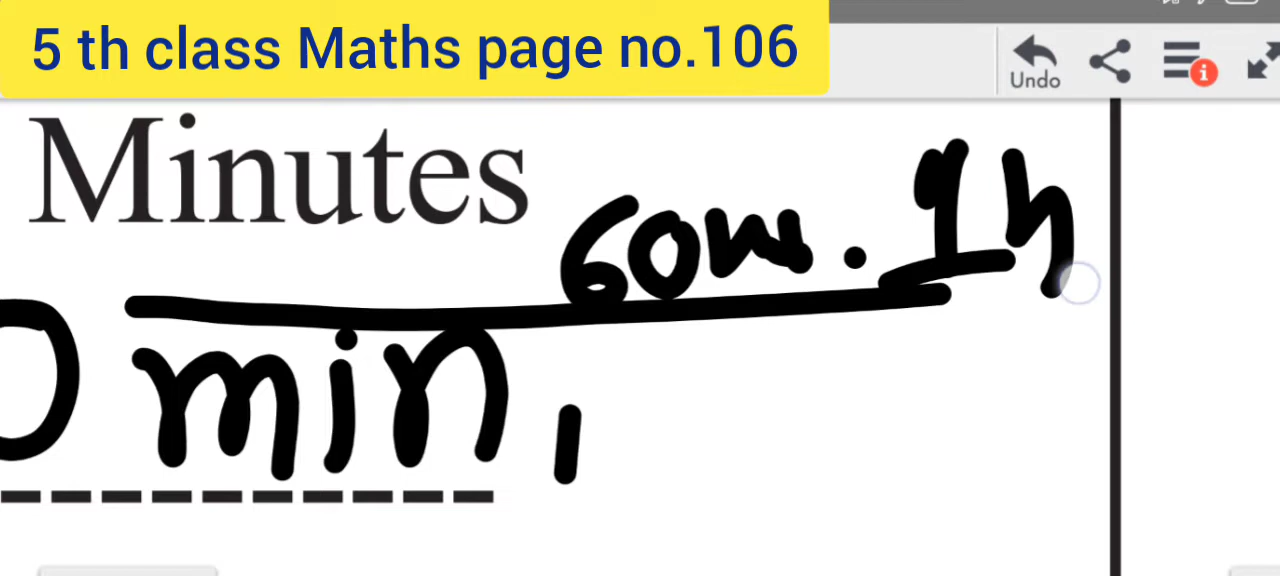 5 th class Maths page no.106
Undo
Minutes
60m. 1h
0 min,